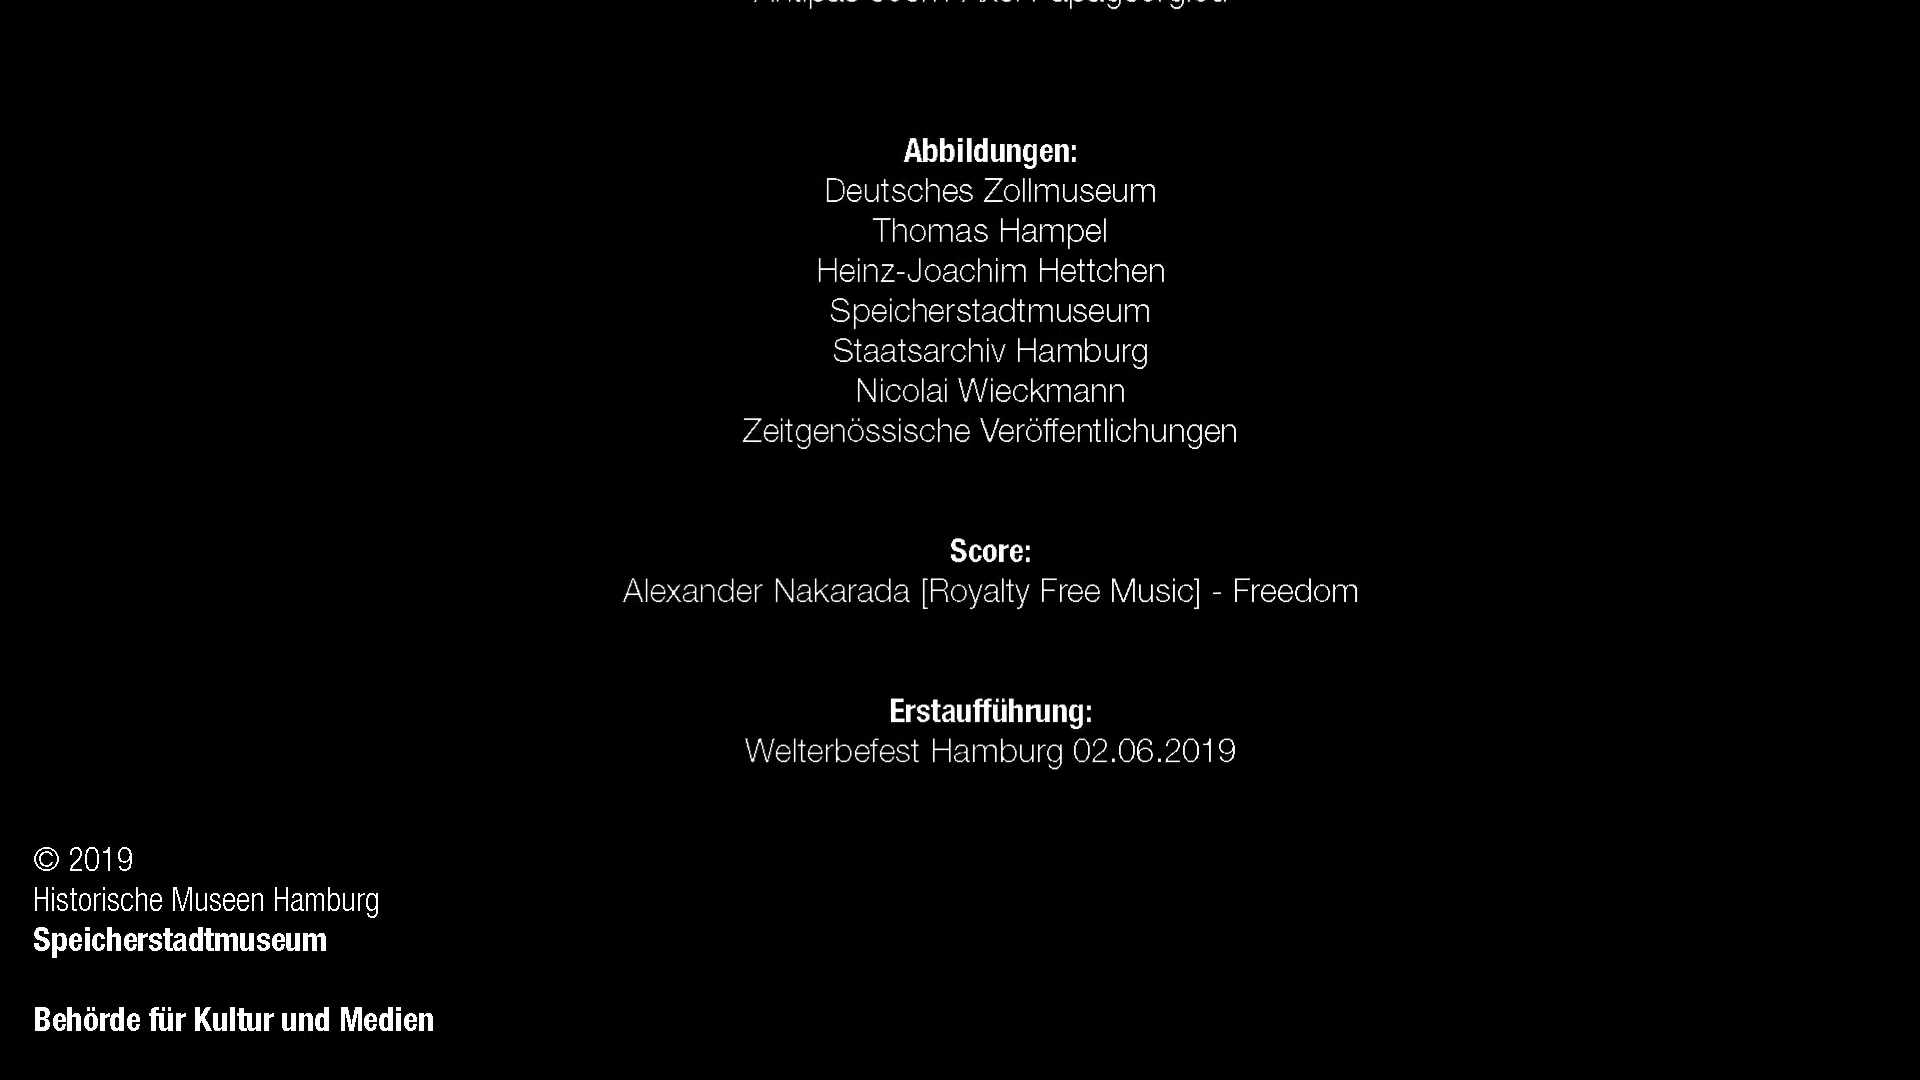 Abbildungen:
Deutsches Zollmuseum
Thomas Hampel
Heinz-Joachim Hettchen
Speicherstadtmuseum
Staatsarchiv Hamburg
Nicolai Wieckmann
Zeitgenössische Veröffentlichungen
Score:
Alexander Nakarada [Royalty Free Music] - Freedom
Erstaufführung:
Welterbefest Hamburg 02.06.2019
© 2019
Historische Museen Hamburg
Speicherstadtmuseum
Behörde für Kultur und Medien